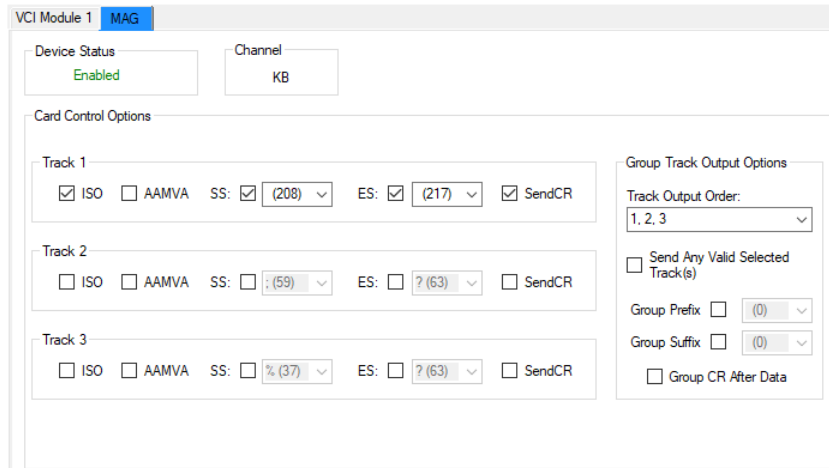 VCI Module 1 MAG
Device Status Channel
Enabled KB
Card Control Options
Track 1
ISO AAMVA SS: (208) ES: (217) SendCR
Track 2
ISO AAMVA SS: ; (59) ES: ? (63) SendCR
Track 3
ISO AAMVA SS: % (37) ES: ? (63) SendCR
Group Track Output Options
Track Output Order:
1, 2, 3
Send Any Valid Selected
Track(s)
Group Prefix (0)
Group Suffix (0)
Group CR After Data